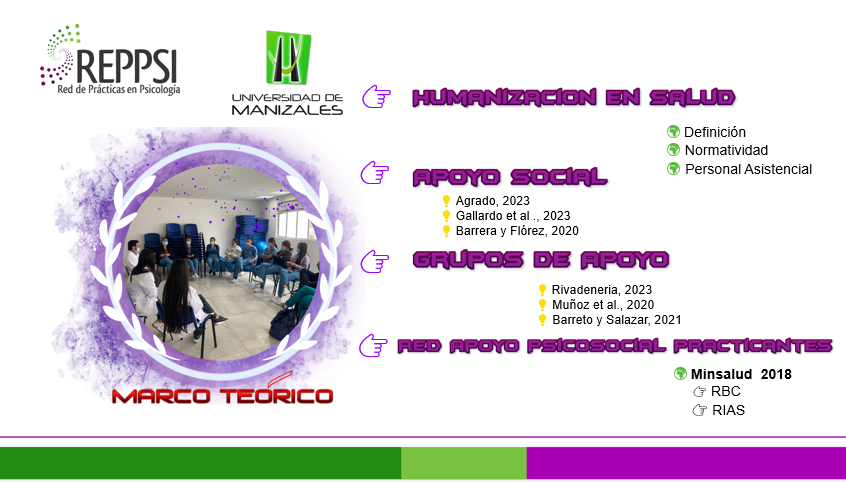 REPPSI
Red de Prácticas en Psicología
UNIVERSIDAD DE
MANIZALES
HUMANIZACION EN SALUD
Definición
Normatividad
Personal Asistencial
APOYO SOCIAL
Agrado, 2023
Gallardo et al ., 2023
Barrera y Flórez, 2020
GRUPOS DE APOYO
Rivadeneria, 2023
Muñoz et al., 2020
Barreto y Salazar, 2021
RED APOYO PSICOSOCIAL PRACTICANTES
Minsalud  2018
RBC
RIAS
MARCO TEÓRICO